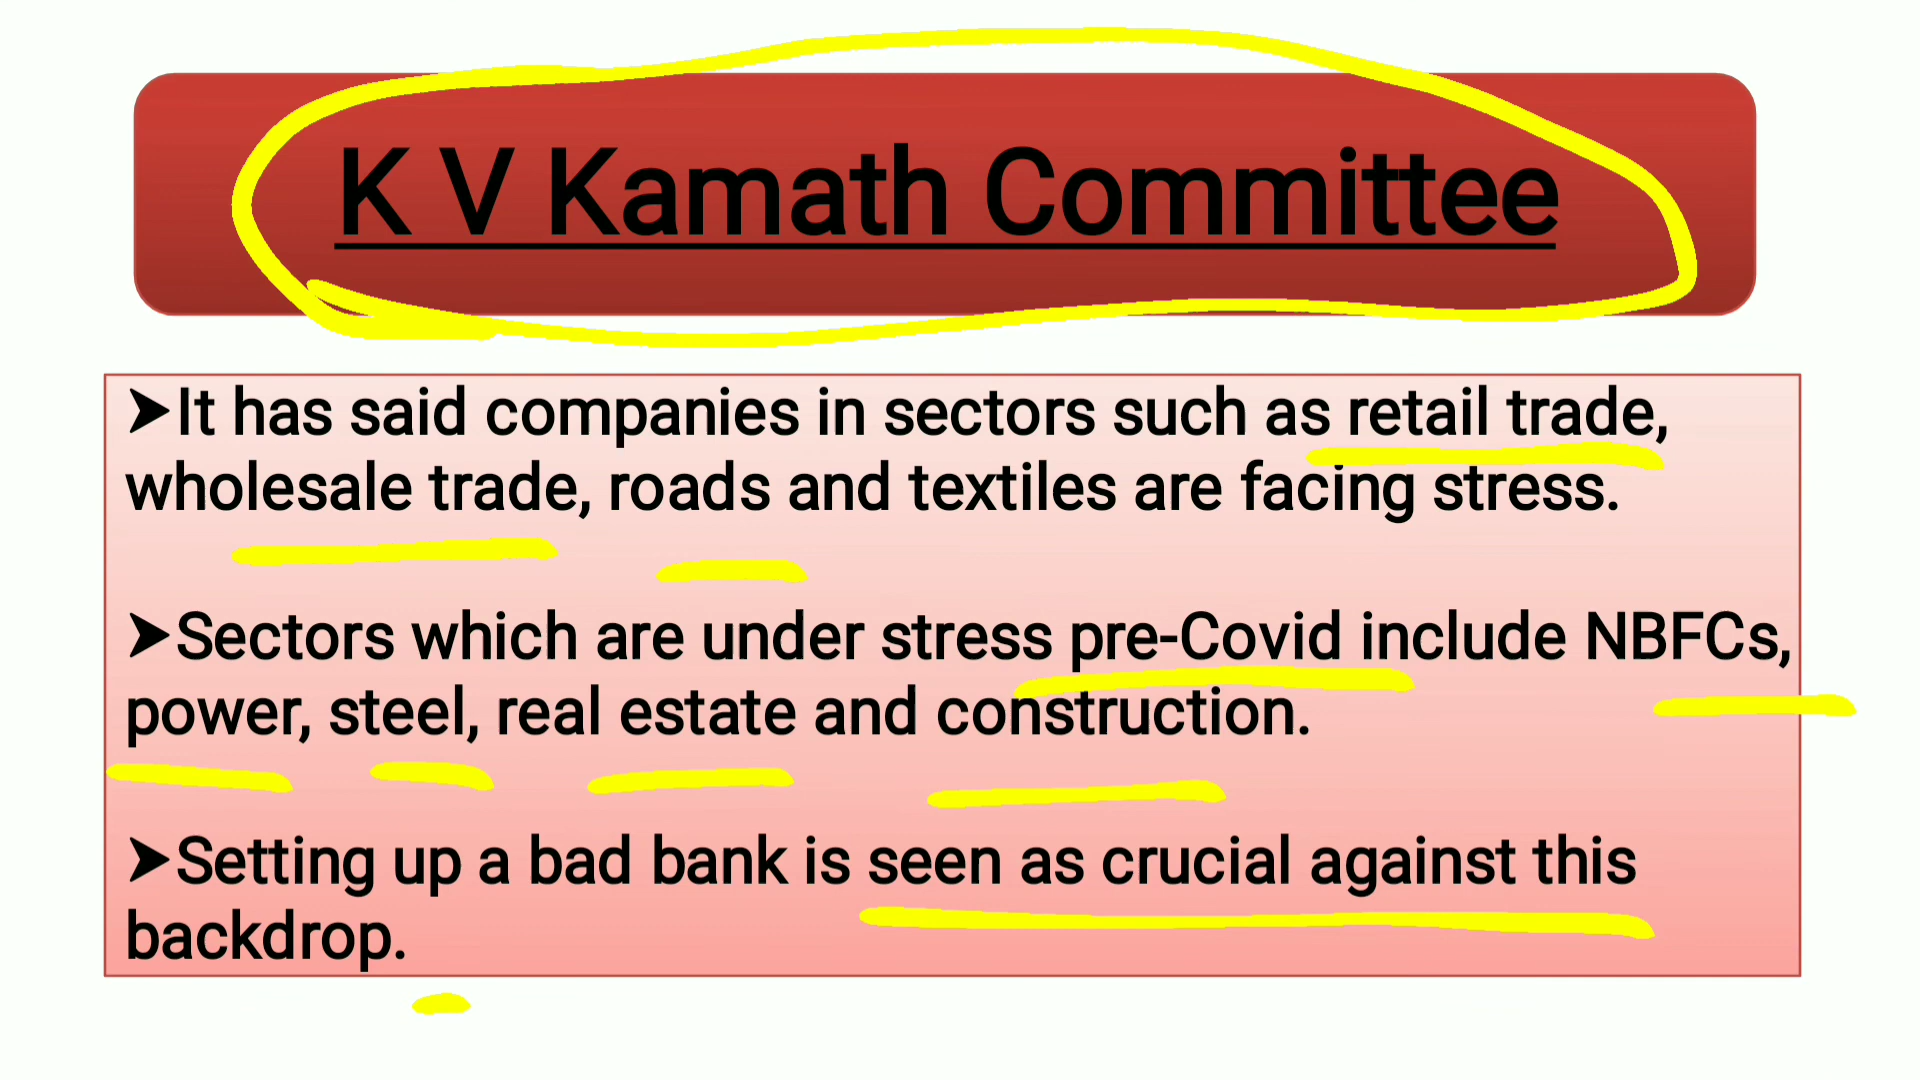 K V Kamath Committee
➤It has said companies in sectors such as retail trade,
wholesale trade, roads and textiles are facing stress.
➤Sectors which are under stress pre-Covid include NBFCs,
power, steel, real estate and construction.
➤Setting up a bad bank is seen as crucial against this
backdrop.